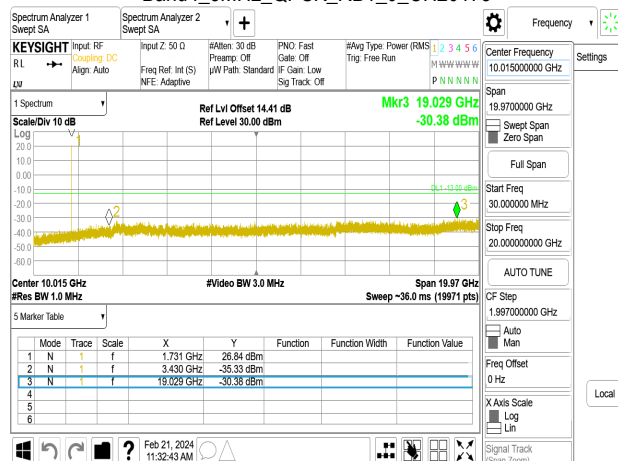 Spectrum Analyzer 1
Swept SA
Spectrum Analyzer 2
Swept SA
Frequency
Settings
KEYSIGHT
RL
Input: RF
Coupling: DC
Align: Auto
Input Z: 50 Ω
Freq Ref: Int (S)
NFE: Adaptive
#Atten: 30 dB
Preamp: Off
µW Path: Standard
PNO: Fast
Gate: Off
IF Gain: Low
Sig Track: Off
#Avg Type: Power (RMS
Trig: Free Run
1 2 3 4 5 6
M W W W W W
P N N N N N
1 Spectrum
Scale/Div 10 dB
Log
Ref Lvl Offset 14.41 dB
Ref Level 30.00 dBm
Mkr3 19.029 GHz
-30.38 dBm
20.0
10.0
0.00
-10.0
-20.0
-30.0
-40.0
-50.0
-60.0
1
2
3
DL1 -13.00 dBm
Center 10.015 GHz
#Res BW 1.0 MHz
#Video BW 3.0 MHz
Span 19.97 GHz
Sweep ~36.0 ms (19971 pts)
5 Marker Table
Mode Trace Scale X Y Function Function Width Function Value
1 N 1 f 1.731 GHz 26.84 dBm
2 N 1 f 3.430 GHz -35.33 dBm
3 N 1 f 19.029 GHz -30.38 dBm
4
5
6
Feb 21, 2024
11:32:43 AM
Center Frequency
10.015000000 GHz
Span
19.9700000 GHz
Swept Span
Zero Span
Full Span
Start Freq
30.000000 MHz
Stop Freq
20.000000000 GHz
AUTO TUNE
CF Step
1.997000000 GHz
Auto
Man
Freq Offset
0 Hz
X Axis Scale
Log
Lin
Signal Track
(Span Zoom)
Local